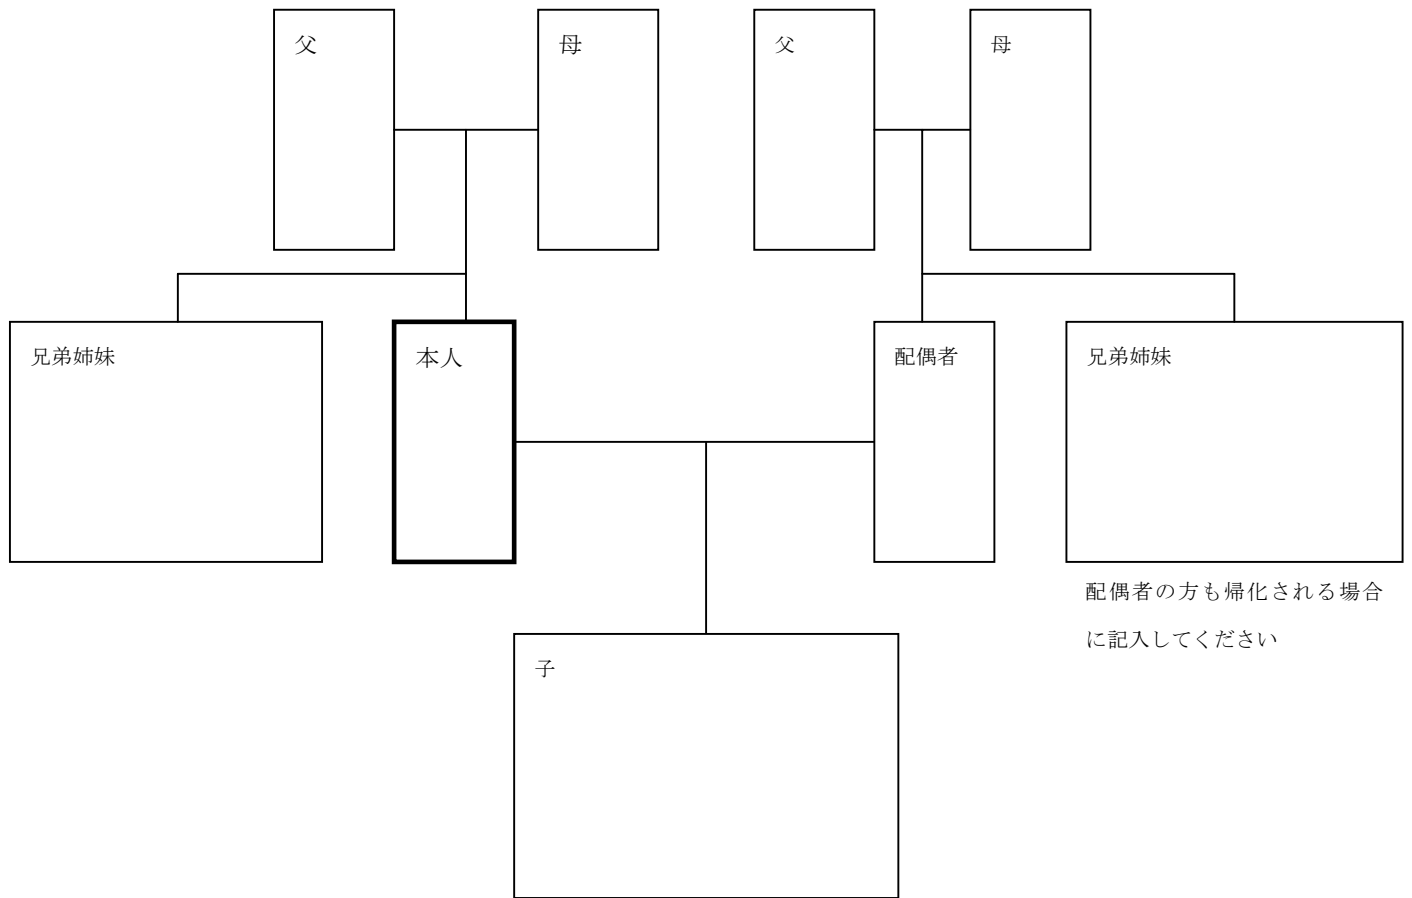 父
母
父
母
兄弟姉妹
本人
配偶者
兄弟姉妹
配偶者の方も帰化される場合
に記入してください
子